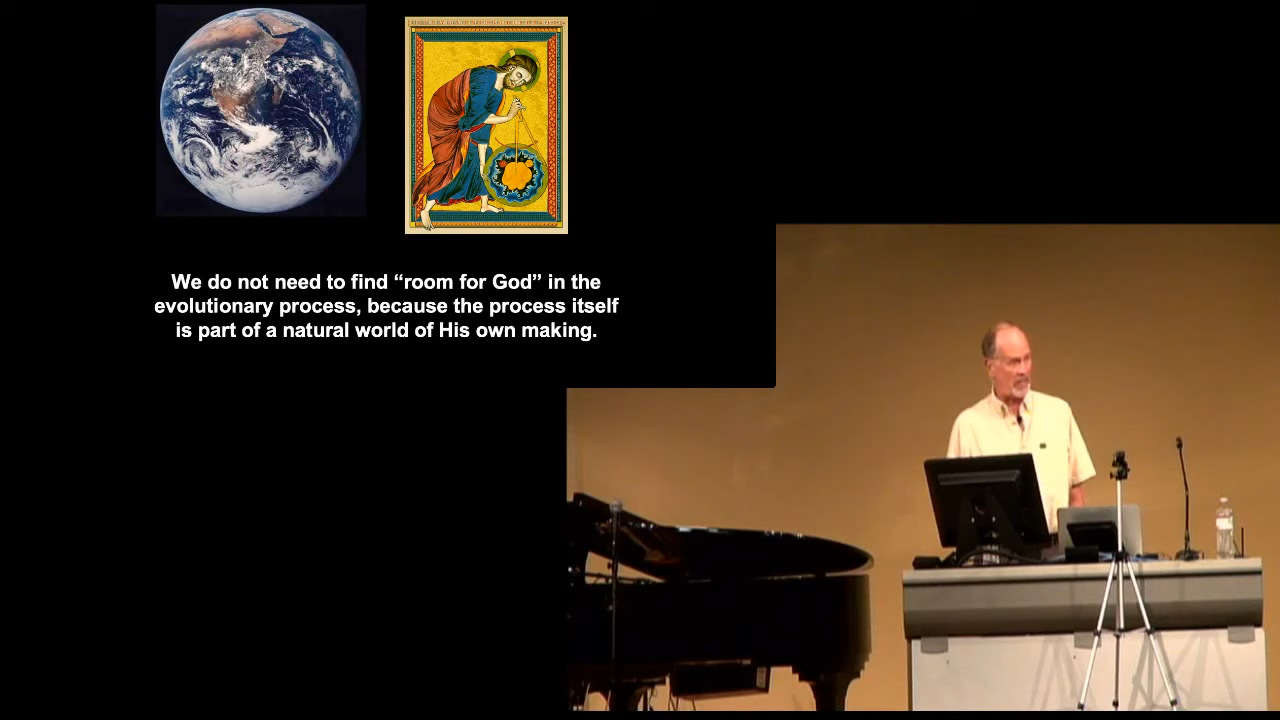 We do not need to find “room for God” in the
evolutionary process, because the process itself
is part of a natural world of His own making.